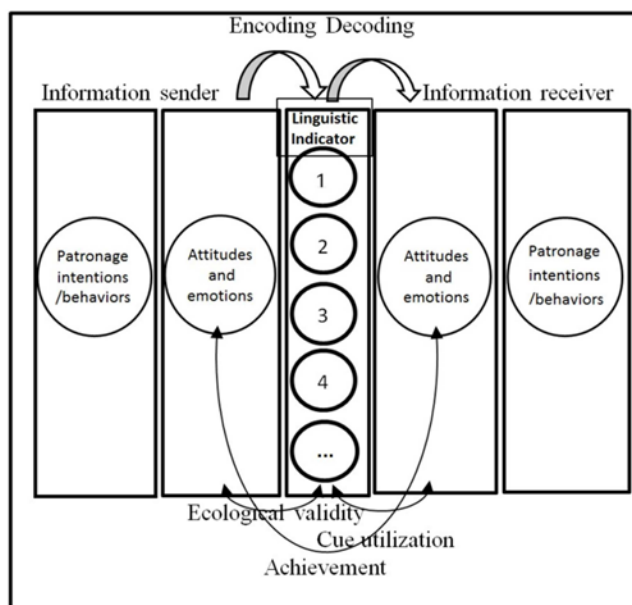 Encoding Decoding
Information sender
Information receiver
Linguistic
Indicator
1
2
3
4
...
Patronage
intentions
/behaviors
Attitudes
and
emotions
Attitudes
and
emotions
Patronage
intentions
/behaviors
Ecological validity
Cue utilization
Achievement